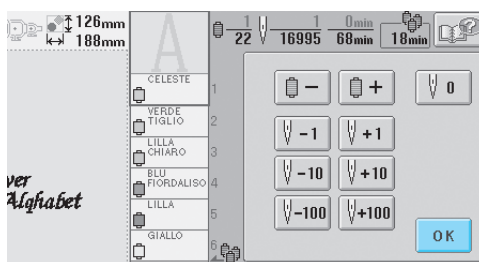 126mm
188mm
A
1
22
1
16995
0min
68min
18min
CELESTE
1
VERDE
TIGLIO
2
LILLA
CHIARO
3
BLU
FIORDALISO
4
LILLA
5
GIALLO
6
ver
Alphabet
−
+
0
−1
+1
−10
+10
−100
+100
OK